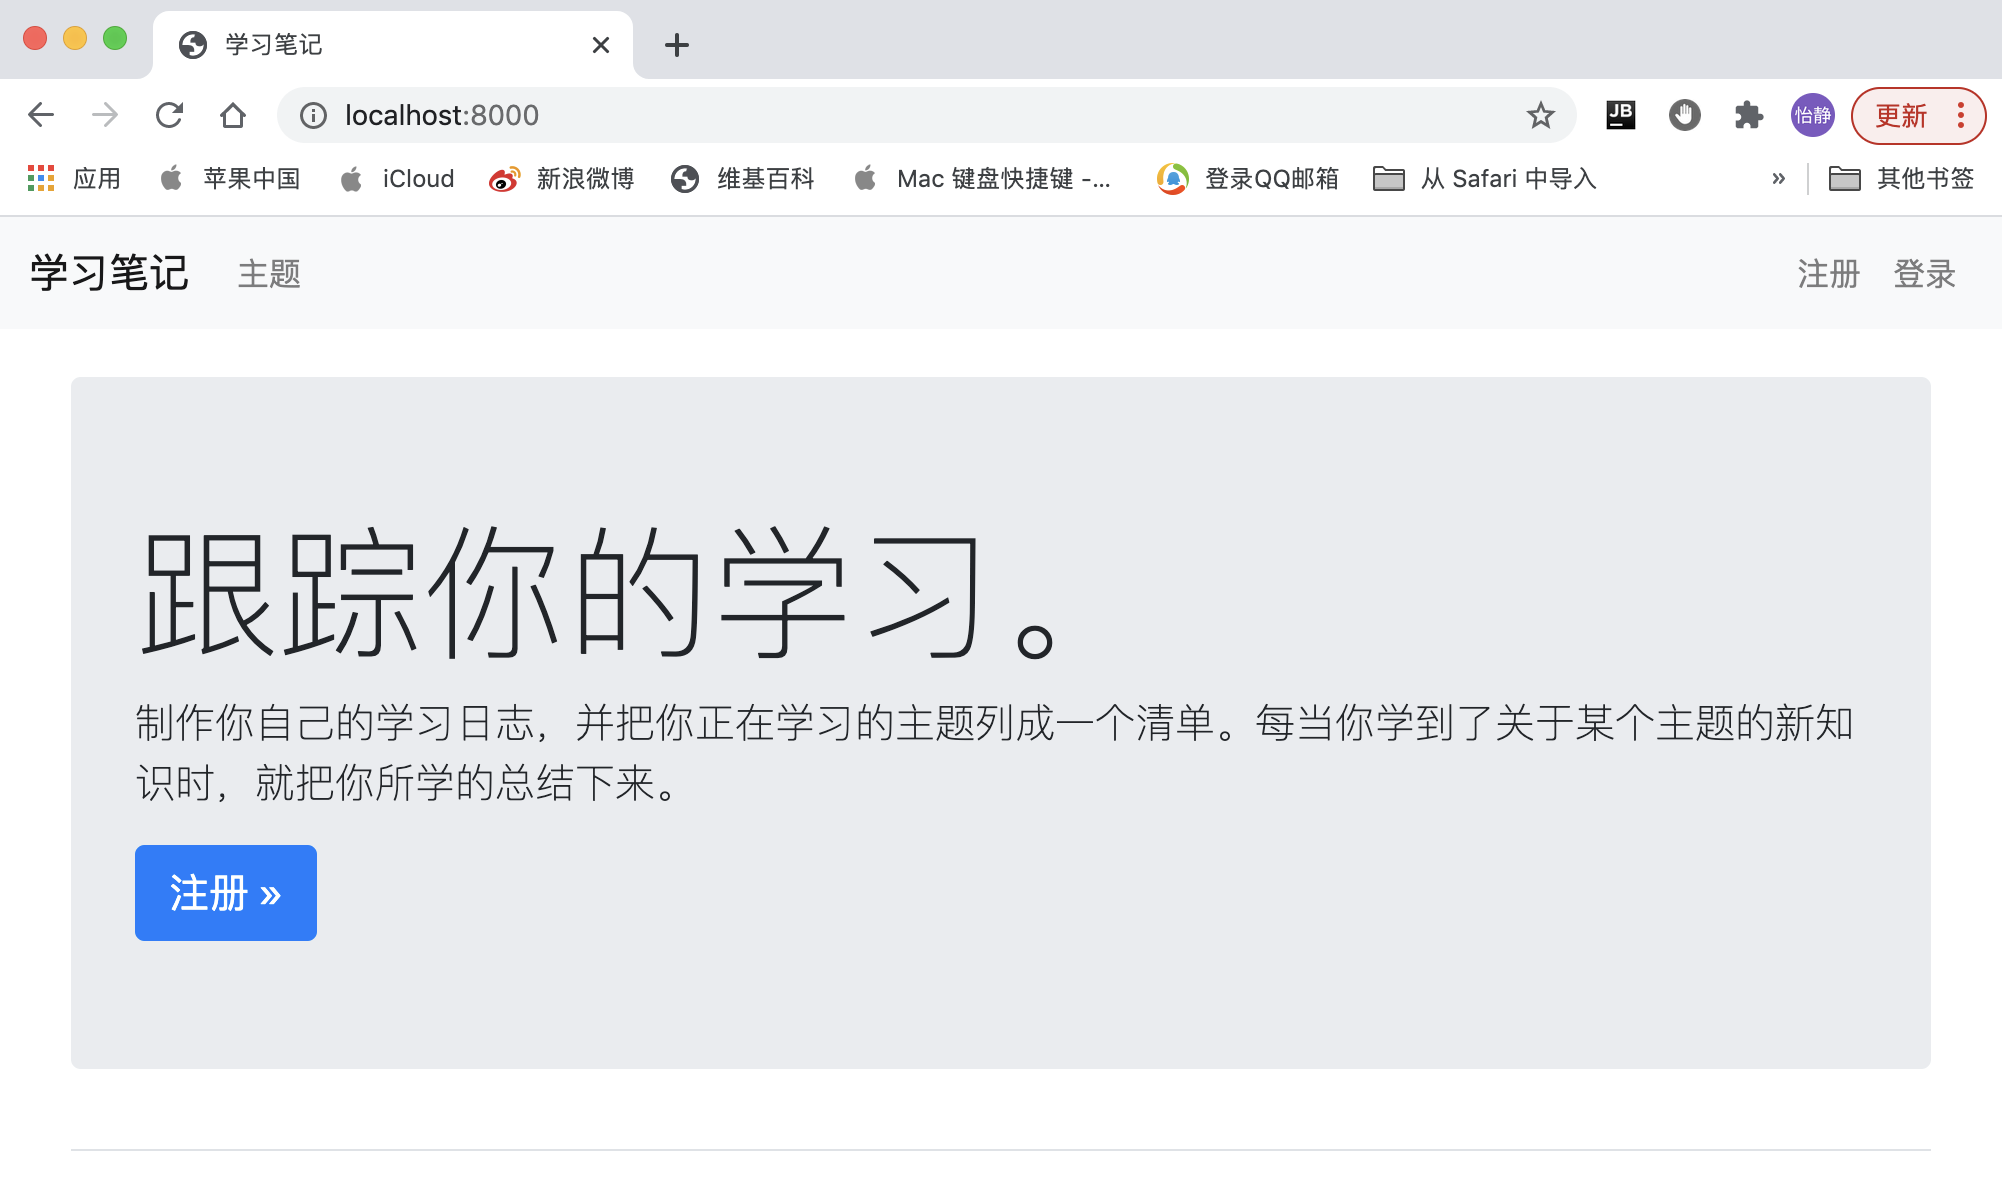 学习笔记
localhost:8000
JB
怡静
更新
应用
苹果中国
iCloud
新浪微博
维基百科
Mac 键盘快捷键 -...
登录QQ邮箱
从 Safari 中导入
»
其他书签
学习笔记
主题
注册
登录
跟踪你的学习。
制作你自己的学习日志，并把你正在学习的主题列成一个清单。每当你学到了关于某个主题的新知
识时，就把你所学的总结下来。
注册 »